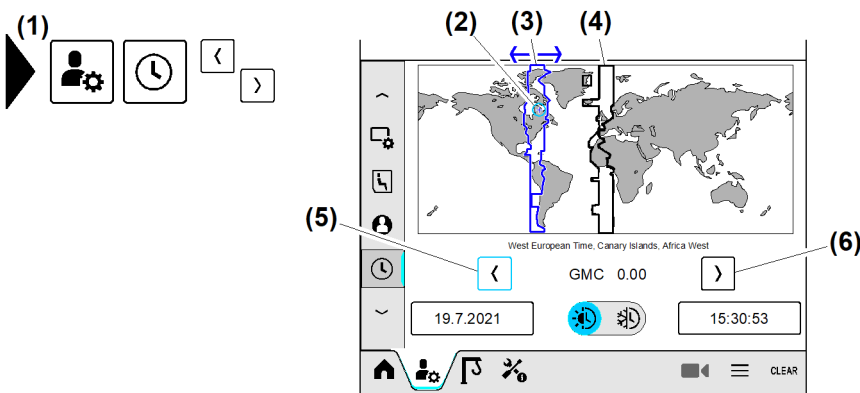 (1)
(2)
(3)
(4)
(5)
(6)
West European Time, Canary Islands, Africa West
GMC 0.00
19.7.2021
15:30:53
CLEAR